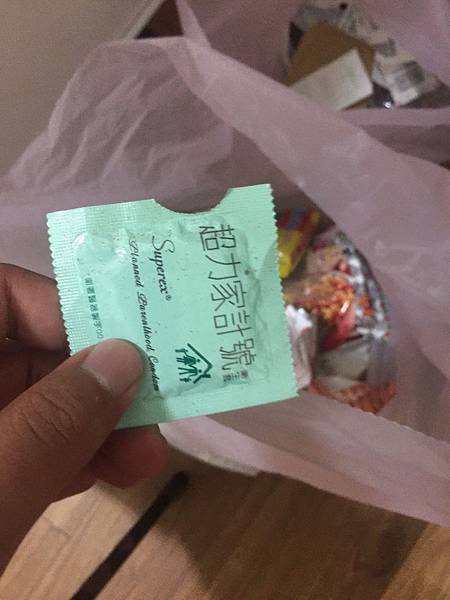 超力家計號
Superex®
Planned Parenthood Condom